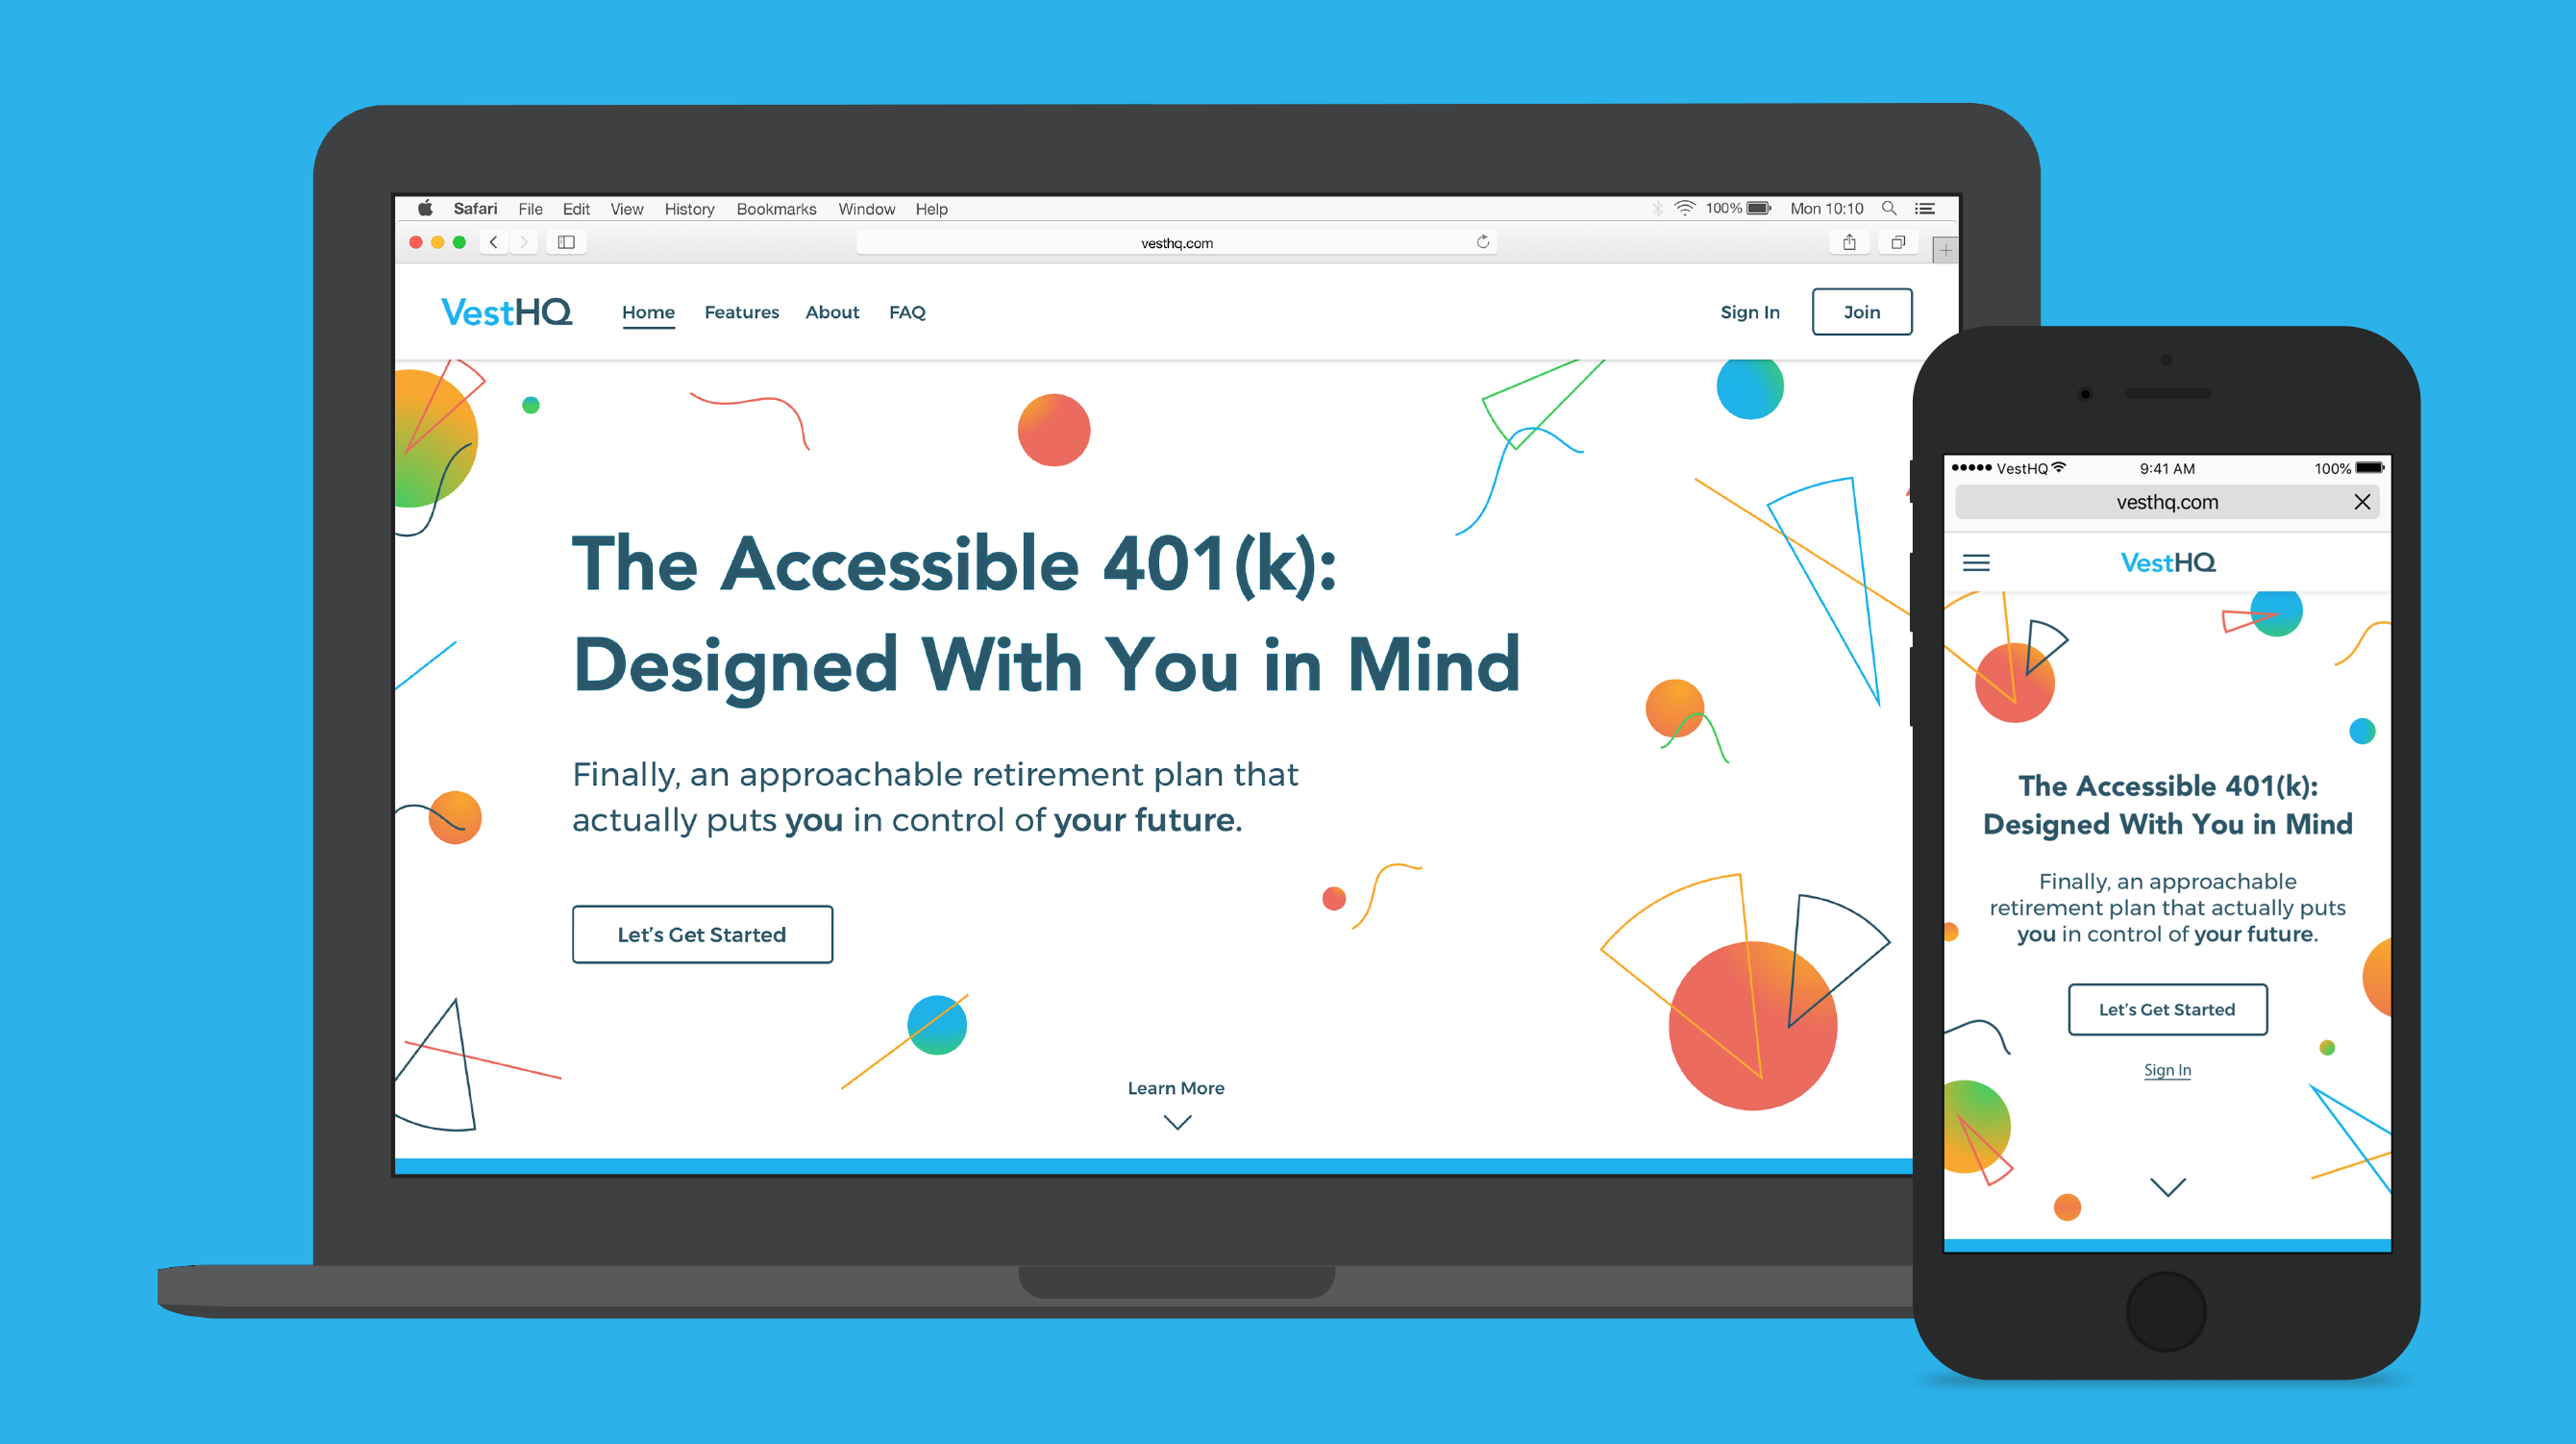 Safari File Edit View History Bookmarks Window Help 100% Mon 10:10
vesthq.com
VestHQ Home Features About FAQ Sign In Join
The Accessible 401(k):
Designed With You in Mind
Finally, an approachable retirement plan that
actually puts you in control of your future.
Let's Get Started
Learn More
VestHQ 9:41 AM 100%
vesthq.com
VestHQ
The Accessible 401(k):
Designed With You in Mind
Finally, an approachable
retirement plan that actually puts
you in control of your future.
Let's Get Started
Sign In